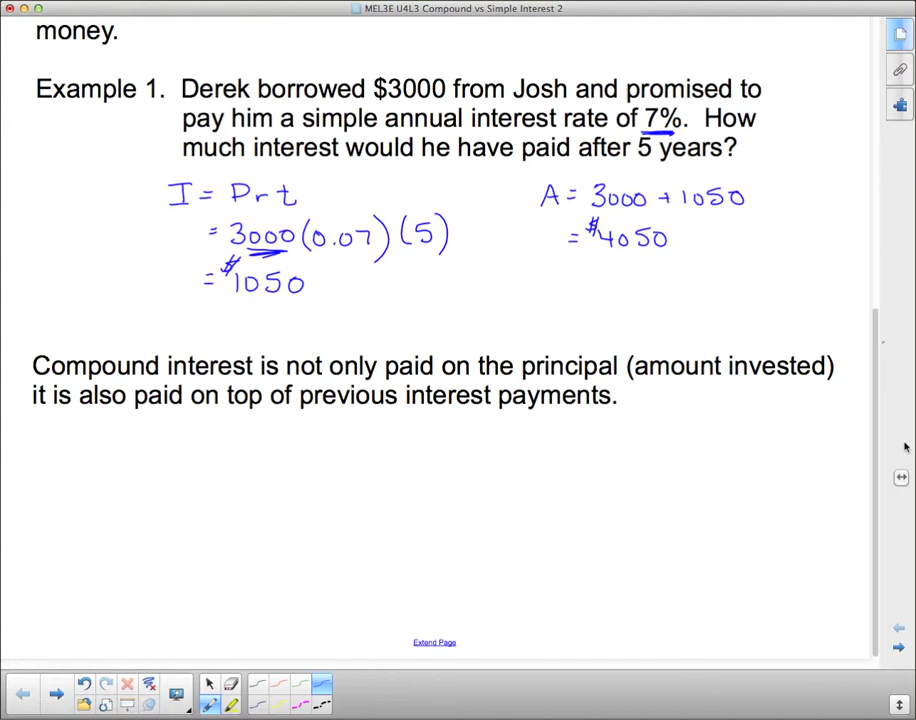 MEL3E U4L3 Compound vs Simple Interest 2
money.
Example 1. Derek borrowed $3000 from Josh and promised to
pay him a simple annual interest rate of 7%. How
much interest would he have paid after 5 years?
I = Prt
= 3000(0.07)(5)
= $1050
A = 3000 + 1050
= $4050
Compound interest is not only paid on the principal (amount invested)
it is also paid on top of previous interest payments.
Extend Page